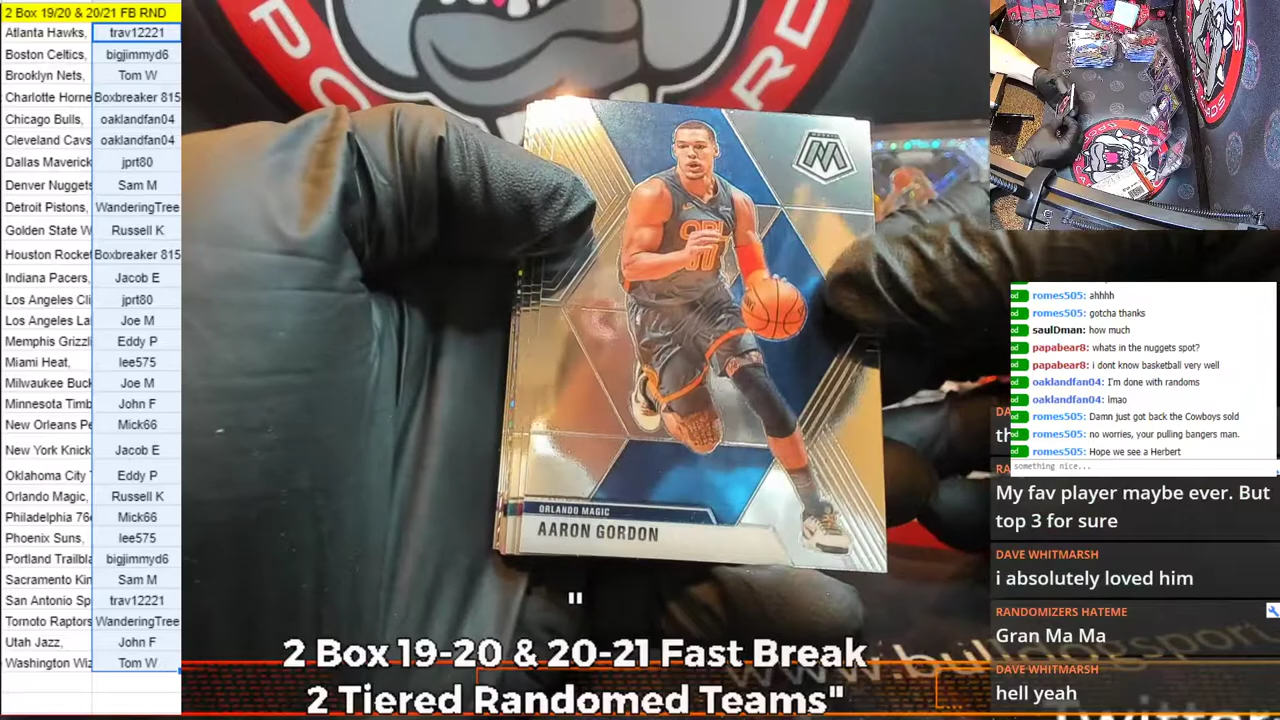 2 Box 19/20 & 20/21 FB RND
Atlanta Hawks, trav12221
Boston Celtics, bigjimmyd6
Brooklyn Nets, Tom W
Charlotte Horne Boxbreaker 815
Chicago Bulls, oaklandfan04
Cleveland Cavs oaklandfan04
Dallas Maverick jprt80
Denver Nuggets Sam M
Detroit Pistons, WanderingTree
Golden State W Russell K
Houston Rocket Boxbreaker 815
Indiana Pacers, Jacob E
Los Angeles Cli jprt80
Los Angeles La Joe M
Memphis Grizzli Eddy P
Miami Heat, lee575
Milwaukee Buck Joe M
Minnesota Timb John F
New Orleans Pe Mick66
New York Knick Jacob E
Oklahoma City Eddy P
Orlando Magic, Russell K
Philadelphia 76e Mick66
Phoenix Suns, lee575
Portland Trailbla bigjimmyd6
Sacramento Kin Sam M
San Antonio Sp trav12221
Tornoto Raptors WanderingTree
Utah Jazz, John F
Washington Wiz Tom W
MOSAIC
ORLANDO MAGIC
AARON GORDON
"
2 Box 19-20 & 20-21 Fast Break
2 Tiered Randomed Teams"
romes505: ahhhh
romes505: gotcha thanks
saulDman: how much
papabear8: whats in the nuggets spot?
papabear8: i dont know basketball very well
oaklandfan04: I'm done with randoms
oaklandfan04: lmao
romes505: Damn just got back the Cowboys sold
romes505: no worries, your pulling bangers man.
romes505: Hope we see a Herbert
something nice...
My fav player maybe ever. But
top 3 for sure
DAVE WHITMARSH
i absolutely loved him
RANDOMIZERS HATEME
Gran Ma Ma
DAVE WHITMARSH
hell yeah